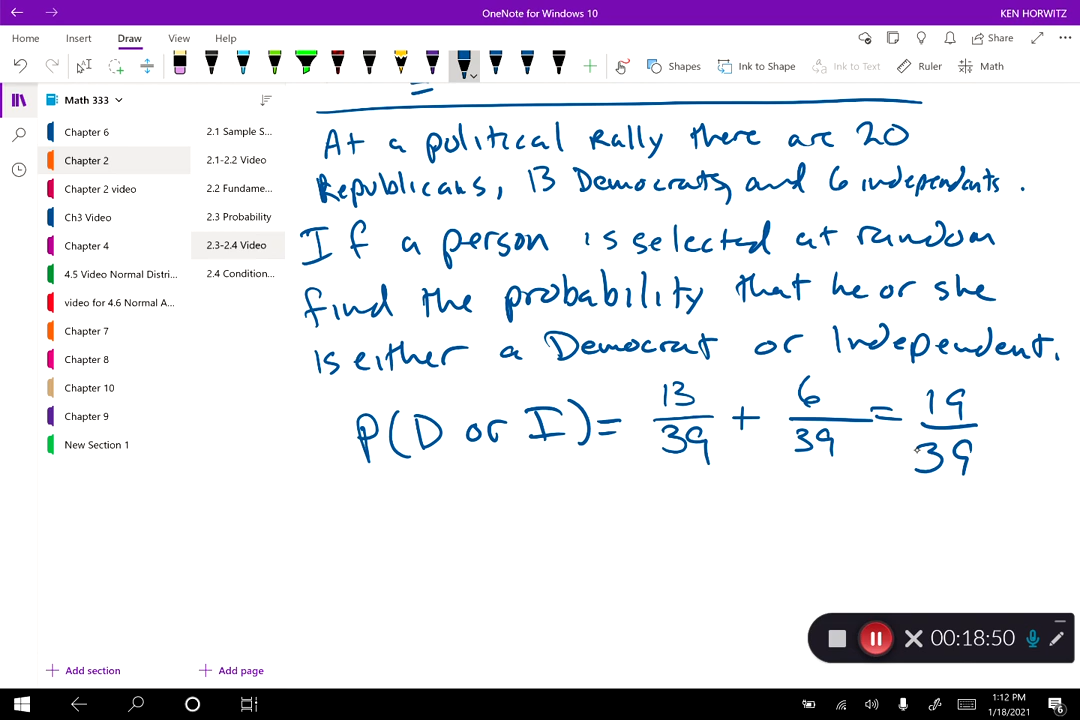 OneNote for Windows 10
KEN HORWITZ
Home Insert Draw View Help
Share
Shapes Ink to Shape Ink to Text Ruler Math
Math 333
Chapter 6
Chapter 2
Chapter 2 video
Ch3 Video
Chapter 4
4.5 Video Normal Distri...
video for 4.6 Normal A...
Chapter 7
Chapter 8
Chapter 10
Chapter 9
New Section 1
2.1 Sample S...
2.1-2.2 Video
2.2 Fundame...
2.3 Probability
2.3-2.4 Video
2.4 Condition...
At a political Rally there are 20
Republicans, 13 Democrats, and 6 independants.
If a person is selected at random
find the probability that he or she
is either a Democrat or Independent.
P(D or I) = 13/39 + 6/39 = 19/39
00:18:50
+ Add section + Add page
1:12 PM
1/18/2021
6